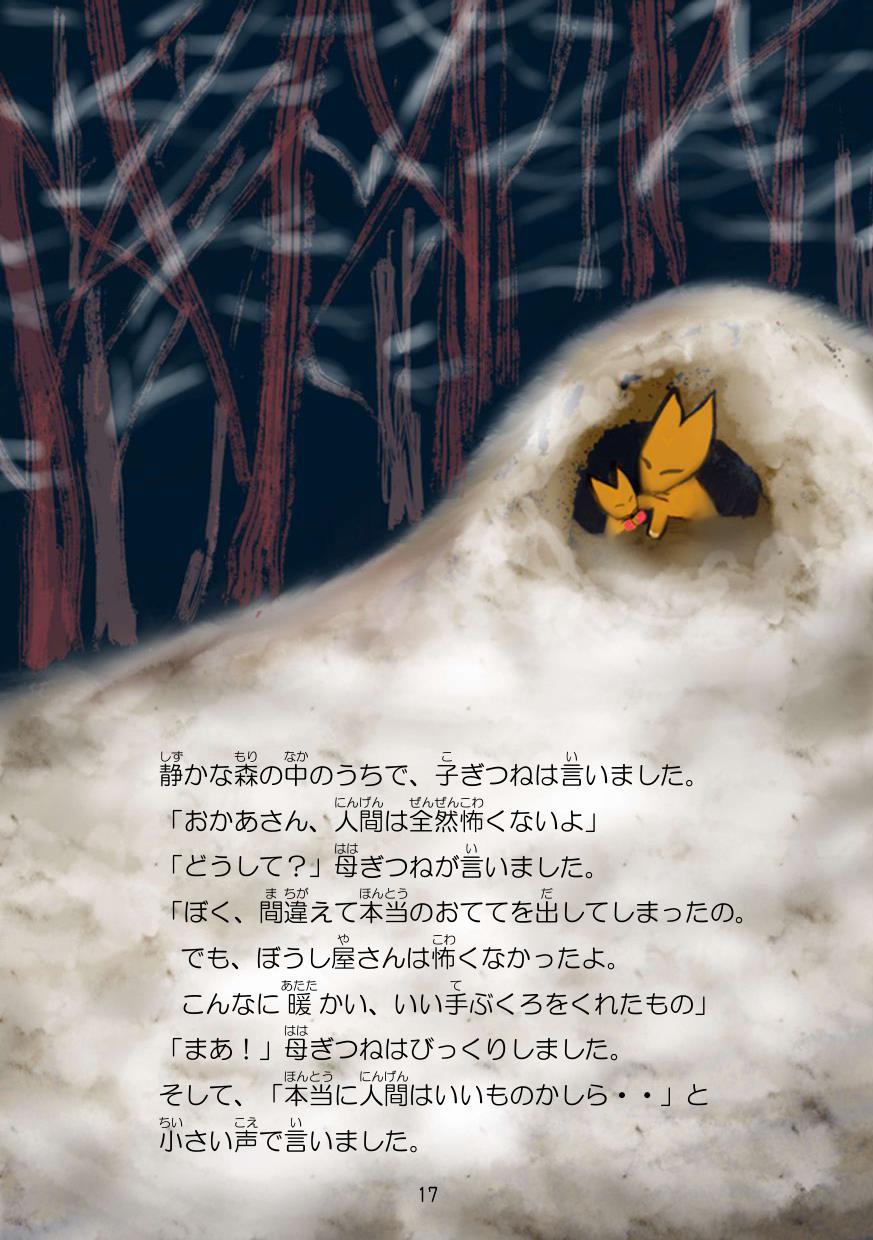 静かな森の中のうちで、子ぎつねは言いました。
「おかあさん、人間は全然怖くないよ」
「どうして？」母ぎつねが言いました。
「ぼく、間違えて本当のおててを出してしまったの。
でも、ぼうし屋さんは怖くなかったよ。
こんなに暖かい、いい手ぶくろをくれたもの」
「まあ！」母ぎつねはびっくりしました。
そして、「本当に人間はいいものかしら・・」と
小さい声で言いました。
17